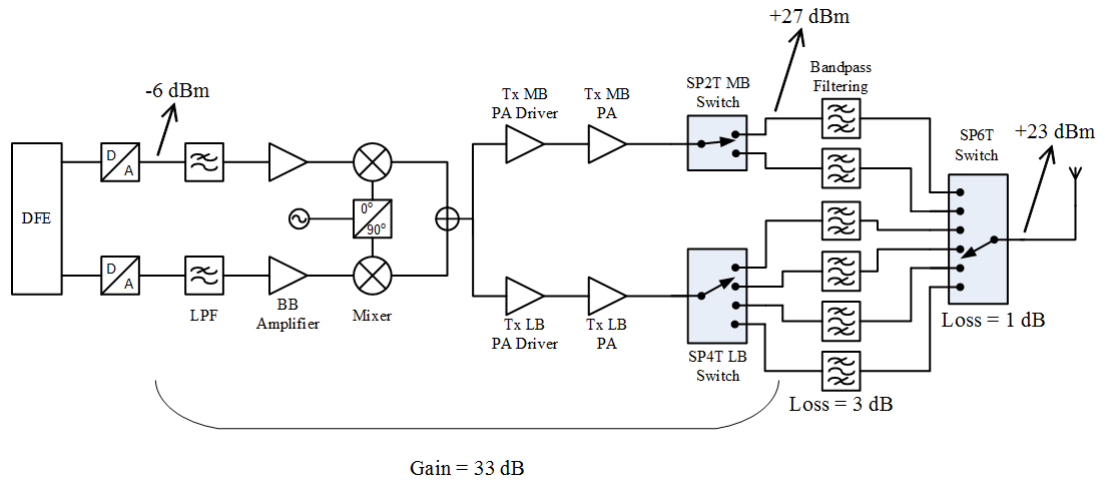 +27 dBm
-6 dBm
Tx MB
PA Driver
Tx MB
PA
SP2T MB
Switch
Bandpass
Filtering
SP6T
Switch
+23 dBm
DFE
D
A
0°
90°
D
A
LPF
BB
Amplifier
Mixer
Tx LB
PA Driver
Tx LB
PA
SP4T LB
Switch
Loss = 1 dB
Loss = 3 dB
Gain = 33 dB